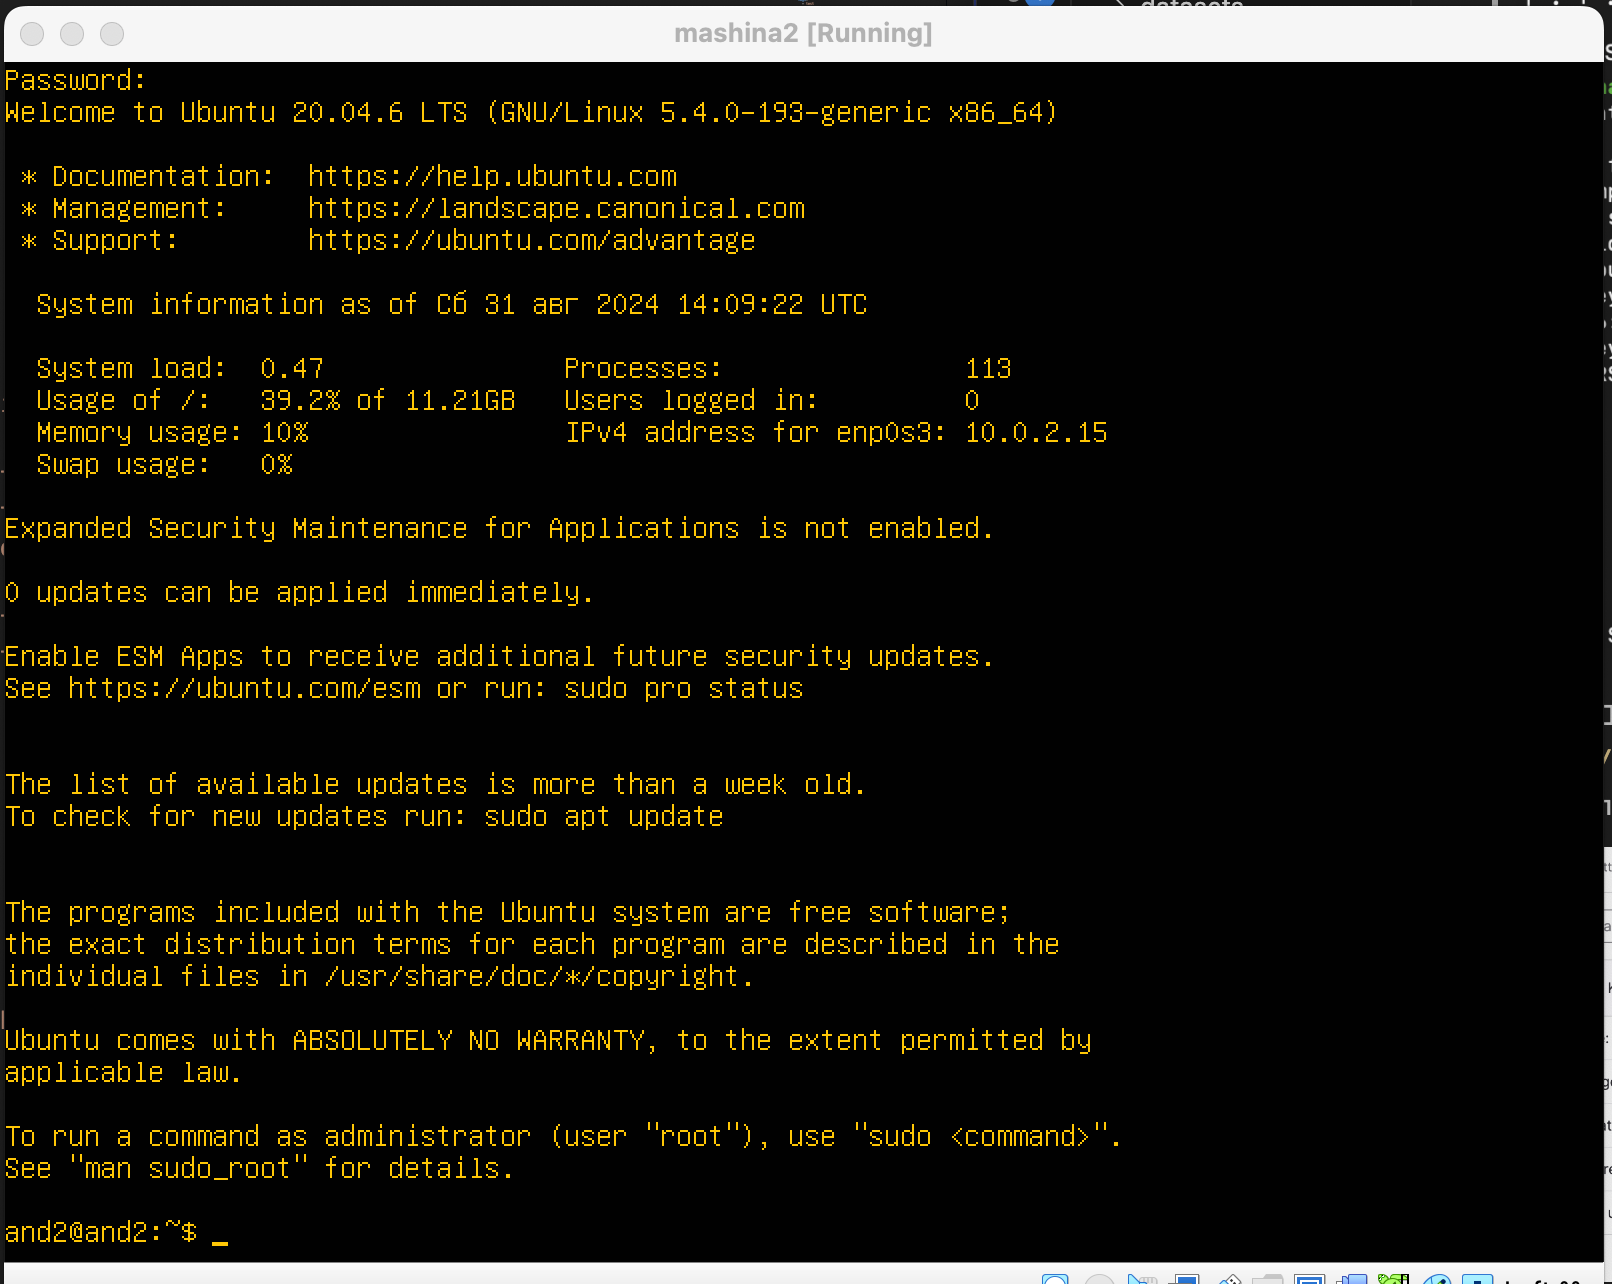 datasets
mashina2 [Running]
Password:
Welcome to Ubuntu 20.04.6 LTS (GNU/Linux 5.4.0-193-generic x86_64)
* Documentation:  https://help.ubuntu.com
* Management:     https://landscape.canonical.com
* Support:        https://ubuntu.com/advantage
System information as of Сб 31 авг 2024 14:09:22 UTC
System load:  0.47               Processes:               113
Usage of /:   39.2% of 11.21GB   Users logged in:         0
Memory usage: 10%                IPv4 address for enp0s3: 10.0.2.15
Swap usage:   0%
Expanded Security Maintenance for Applications is not enabled.
0 updates can be applied immediately.
Enable ESM Apps to receive additional future security updates.
See https://ubuntu.com/esm or run: sudo pro status
The list of available updates is more than a week old.
To check for new updates run: sudo apt update
The programs included with the Ubuntu system are free software;
the exact distribution terms for each program are described in the
individual files in /usr/share/doc/*/copyright.
Ubuntu comes with ABSOLUTELY NO WARRANTY, to the extent permitted by
applicable law.
To run a command as administrator (user "root"), use "sudo <command>".
See "man sudo_root" for details.
and2@and2:~$ _